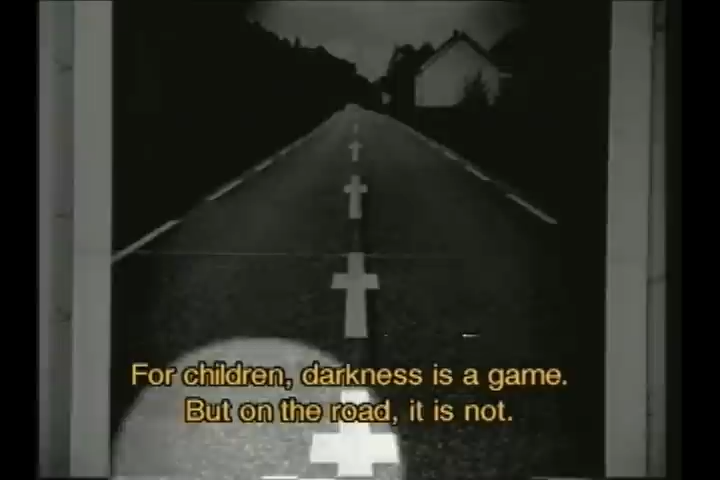 For children, darkness is a game.
But on the road, it is not.